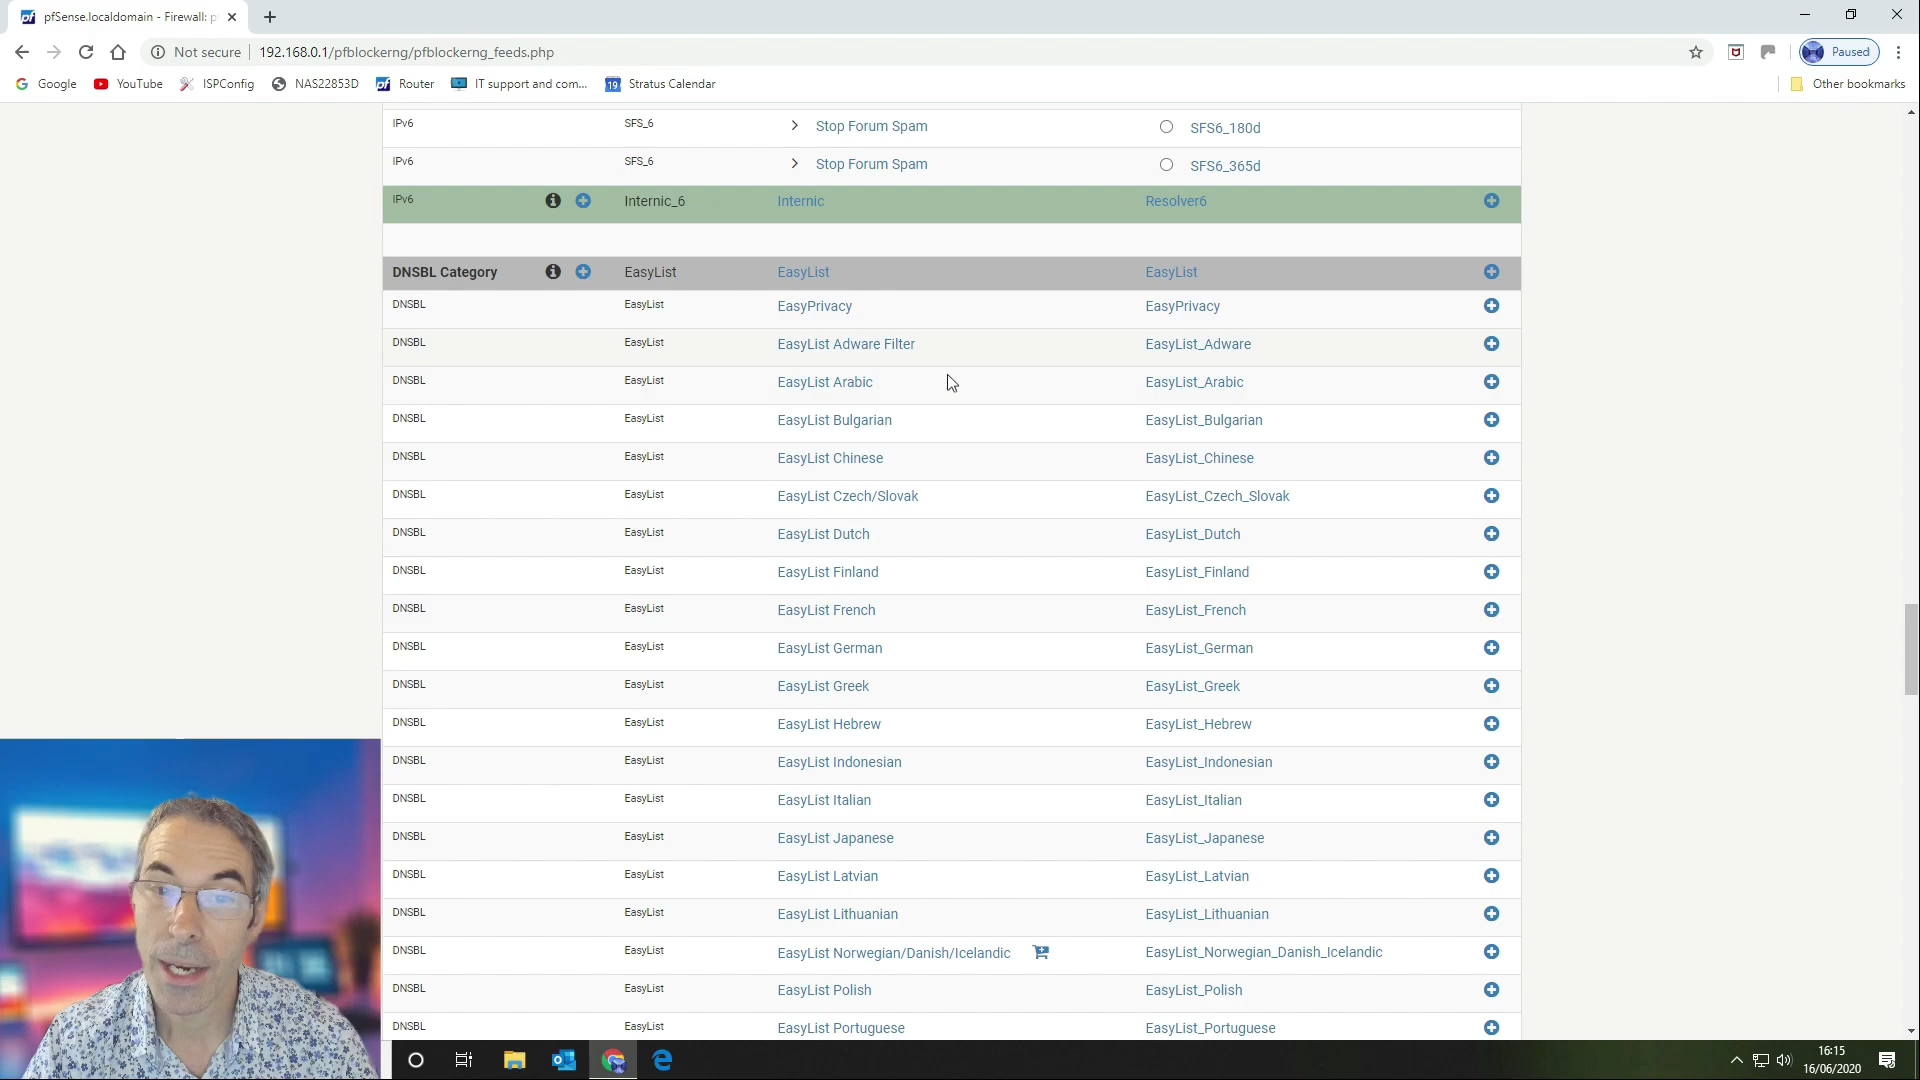 pfSense.localdomain - Firewall: p
Not secure | 192.168.0.1/pfblockerng/pfblockerng_feeds.php
Paused
Google YouTube ISPConfig NAS22853D Router IT support and com... 19 Stratus Calendar Other bookmarks
IPv6 SFS_6 Stop Forum Spam SFS6_180d
IPv6 SFS_6 Stop Forum Spam SFS6_365d
IPv6 Internic_6 Internic Resolver6
DNSBL Category EasyList EasyList EasyList
DNSBL EasyList EasyPrivacy EasyPrivacy
DNSBL EasyList EasyList Adware Filter EasyList_Adware
DNSBL EasyList EasyList Arabic EasyList_Arabic
DNSBL EasyList EasyList Bulgarian EasyList_Bulgarian
DNSBL EasyList EasyList Chinese EasyList_Chinese
DNSBL EasyList EasyList Czech/Slovak EasyList_Czech_Slovak
DNSBL EasyList EasyList Dutch EasyList_Dutch
DNSBL EasyList EasyList Finland EasyList_Finland
DNSBL EasyList EasyList French EasyList_French
DNSBL EasyList EasyList German EasyList_German
DNSBL EasyList EasyList Greek EasyList_Greek
DNSBL EasyList EasyList Hebrew EasyList_Hebrew
DNSBL EasyList EasyList Indonesian EasyList_Indonesian
DNSBL EasyList EasyList Italian EasyList_Italian
DNSBL EasyList EasyList Japanese EasyList_Japanese
DNSBL EasyList EasyList Latvian EasyList_Latvian
DNSBL EasyList EasyList Lithuanian EasyList_Lithuanian
DNSBL EasyList EasyList Norwegian/Danish/Icelandic EasyList_Norwegian_Danish_Icelandic
DNSBL EasyList EasyList Polish EasyList_Polish
DNSBL EasyList EasyList Portuguese EasyList_Portuguese
16:15
16/06/2020